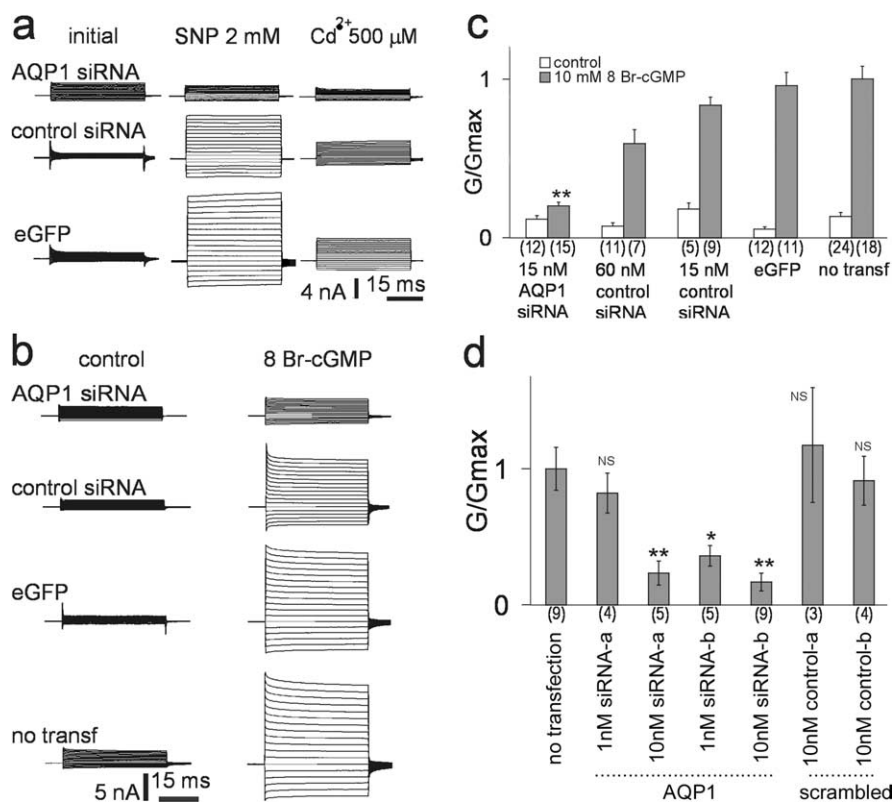 a
initial
SNP 2 mM
Cd2+ 500 µM
AQP1 siRNA
control siRNA
eGFP
4 nA
15 ms
b
control
8 Br-cGMP
AQP1 siRNA
control siRNA
eGFP
no transf
5 nA
15 ms
c
control
10 mM 8 Br-cGMP
G/Gmax
1
0
**
(12) (15) (11) (7) (5) (9) (12) (11) (24) (18)
15 nM 60 nM 15 nM eGFP no transf
AQP1 control control
siRNA siRNA siRNA
d
G/Gmax
1
0
NS
**
*
**
NS
NS
(9) (4) (5) (5) (9) (3) (4)
no transfection
1nM siRNA-a
10nM siRNA-a
1nM siRNA-b
10nM siRNA-b
10nM control-a
10nM control-b
AQP1
scrambled